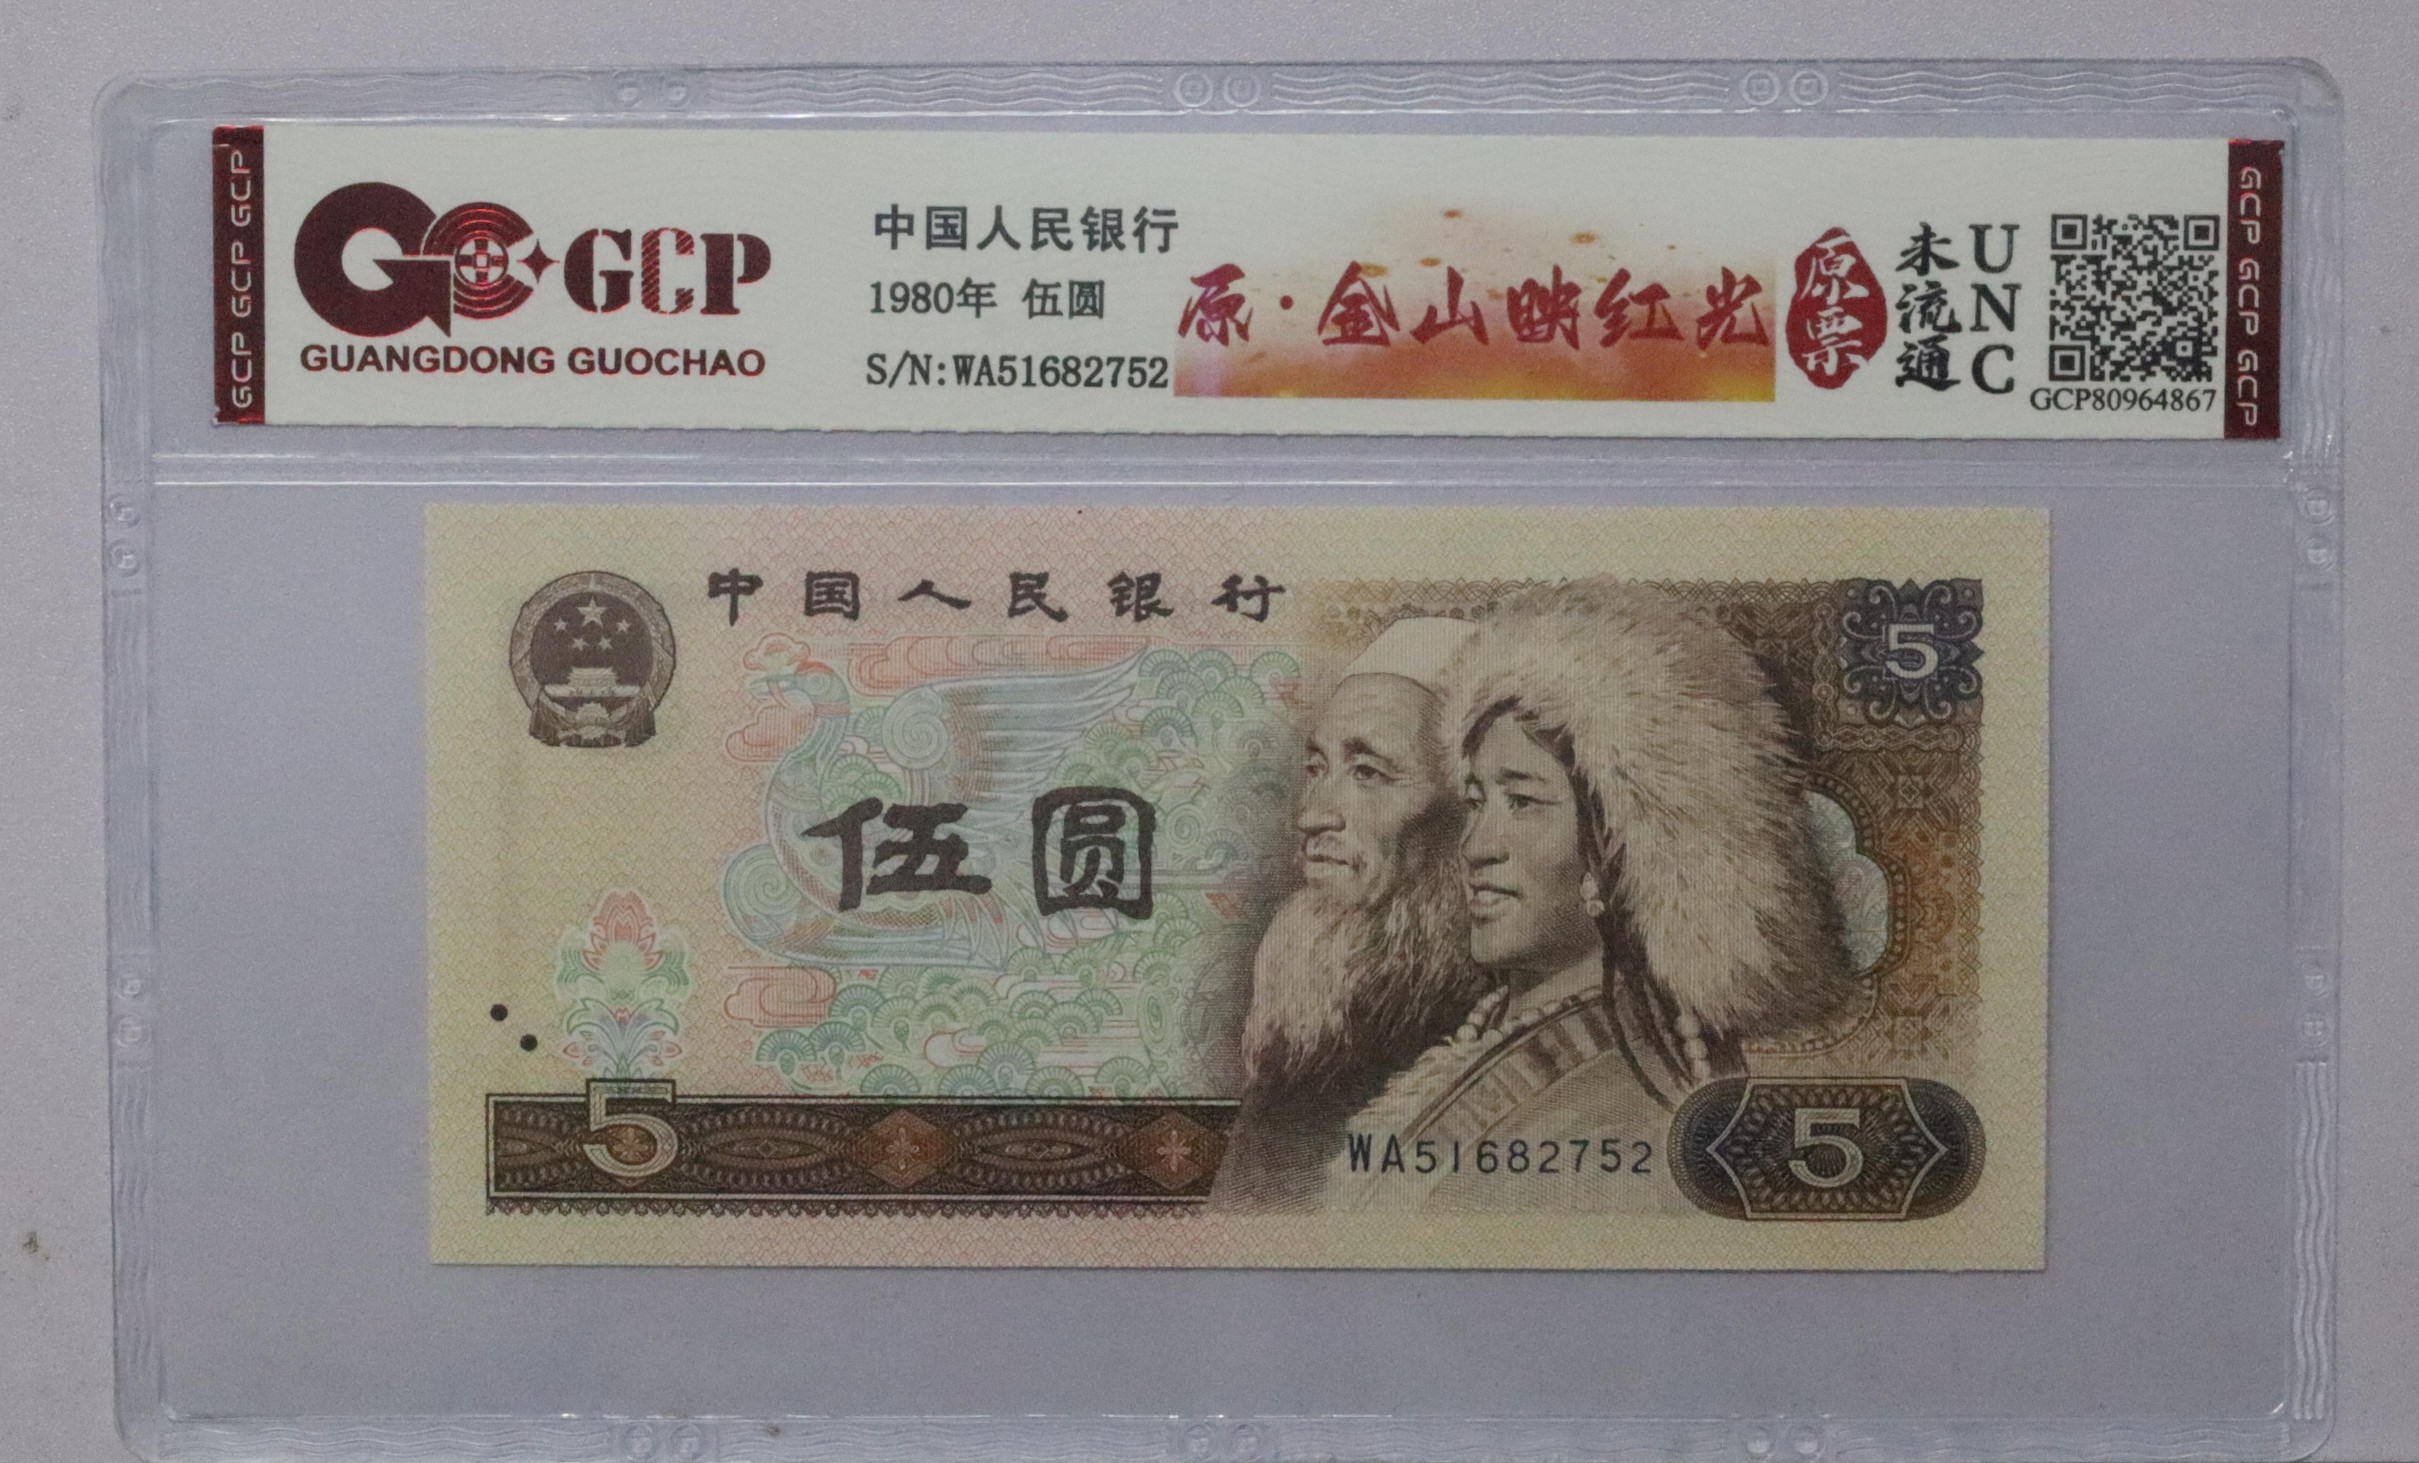 GCP GCP GCP
GCP
GUANGDONG GUOCHAO
中国人民银行
1980年 伍圆
S/N:WA51682752
原·金山映红光
原票
未流通
UNC
GCP80964867
GCP GCP GCP
中国人民银行
5
伍圆
5
WA51682752
5